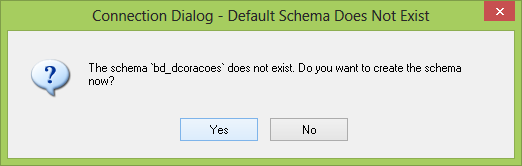 Connection Dialog - Default Schema Does Not Exist
The schema `bd_dcoracoes` does not exist. Do you want to create the schema
now?
Yes
No